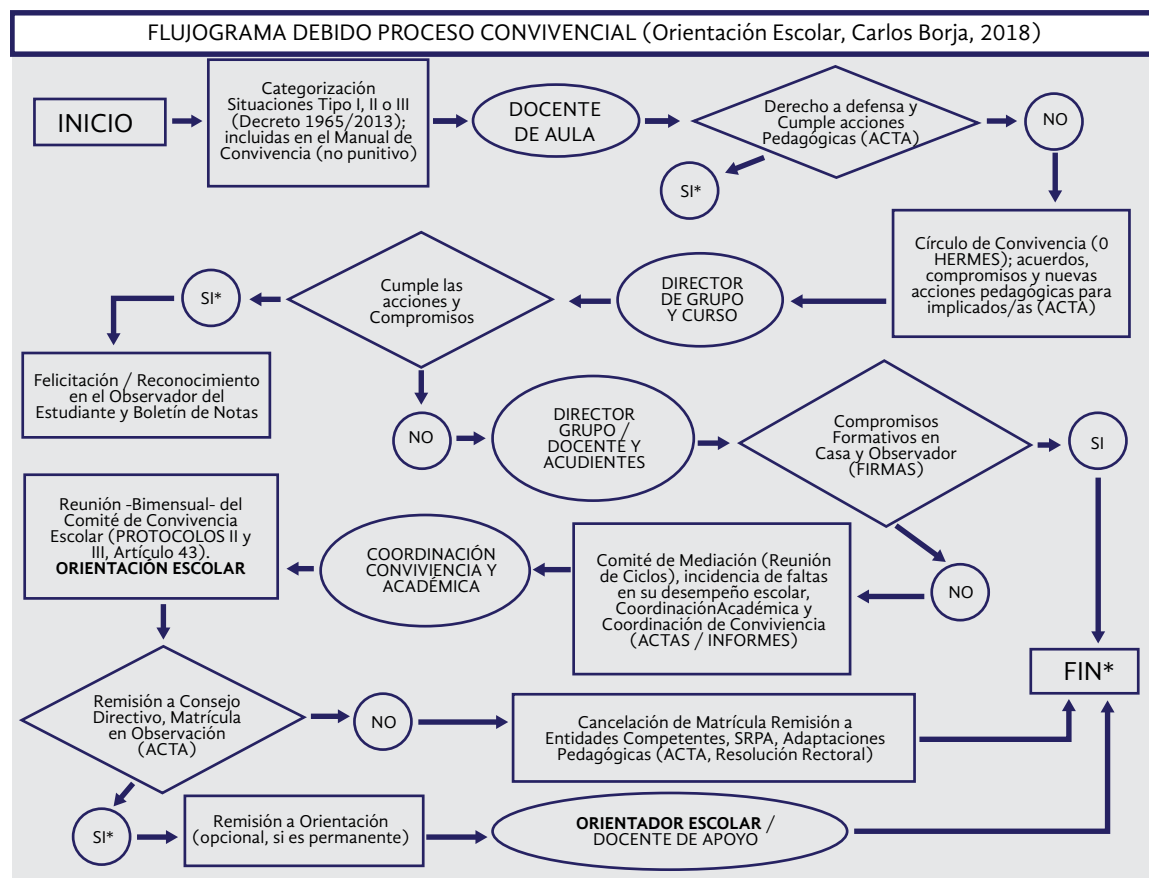 FLUJOGRAMA DEBIDO PROCESO CONVIVENCIAL (Orientación Escolar, Carlos Borja, 2018)
INICIO
Categorización
Situaciones Tipo I, II o III
(Decreto 1965/2013);
incluidas en el Manual de
Convivencia (no punitivo)
DOCENTE
DE AULA
Derecho a defensa y
Cumple acciones
Pedagógicas (ACTA)
NO
SI*
Círculo de Convivencia (0
HERMES); acuerdos,
compromisos y nuevas
acciones pedagógicas para
implicados/as (ACTA)
DIRECTOR
DE GRUPO
Y CURSO
Cumple las
acciones y
Compromisos
SI*
Felicitación / Reconocimiento
en el Observador del
Estudiante y Boletín de Notas
NO
DIRECTOR
GRUPO /
DOCENTE Y
ACUDIENTES
Compromisos
Formativos en
Casa y Observador
(FIRMAS)
SI
NO
Comité de Mediación (Reunión
de Ciclos), incidencia de faltas
en su desempeño escolar,
CoordinaciónAcadémica y
Coordinación de Conviviencia
(ACTAS / INFORMES)
COORDINACIÓN
CONVIVIENCIA Y
ACADÉMICA
Reunión -Bimensual- del
Comité de Convivencia
Escolar (PROTOCOLOS II y
III, Artículo 43).
ORIENTACIÓN ESCOLAR
Remisión a Consejo
Directivo, Matrícula
en Observación
(ACTA)
NO
Cancelación de Matrícula Remisión a
Entidades Competentes, SRPA, Adaptaciones
Pedagógicas (ACTA, Resolución Rectoral)
FIN*
SI*
Remisión a Orientación
(opcional, si es permanente)
ORIENTADOR ESCOLAR /
DOCENTE DE APOYO